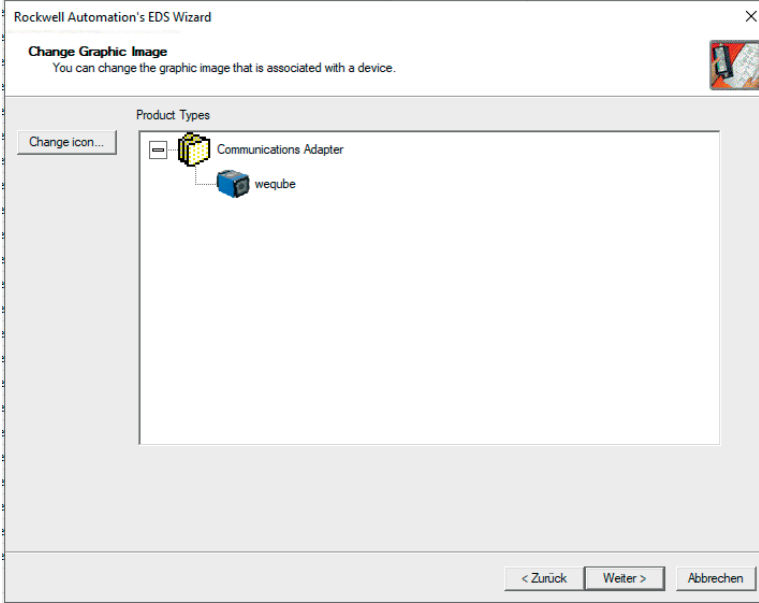 Rockwell Automation's EDS Wizard
Change Graphic Image
You can change the graphic image that is associated with a device.
Product Types
Change icon...
Communications Adapter
weqube
< Zurück
Weiter >
Abbrechen